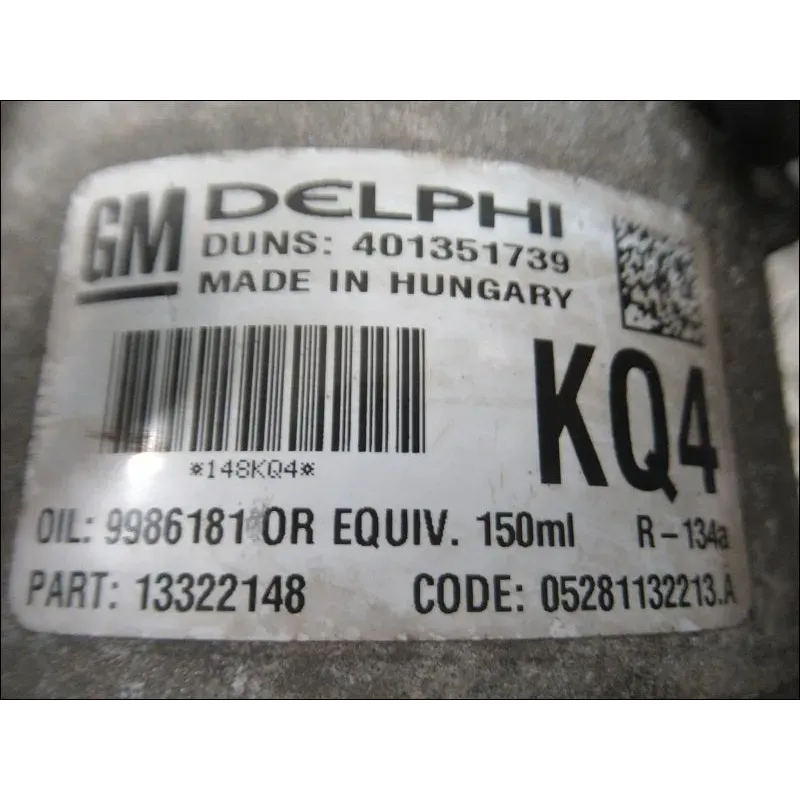 GM DELPHI
DUNS: 401351739
MADE IN HUNGARY
KQ4
*148KQ4*
OIL: 9986181 OR EQUIV. 150ml R-134a
PART: 13322148 CODE: 05281132213.A